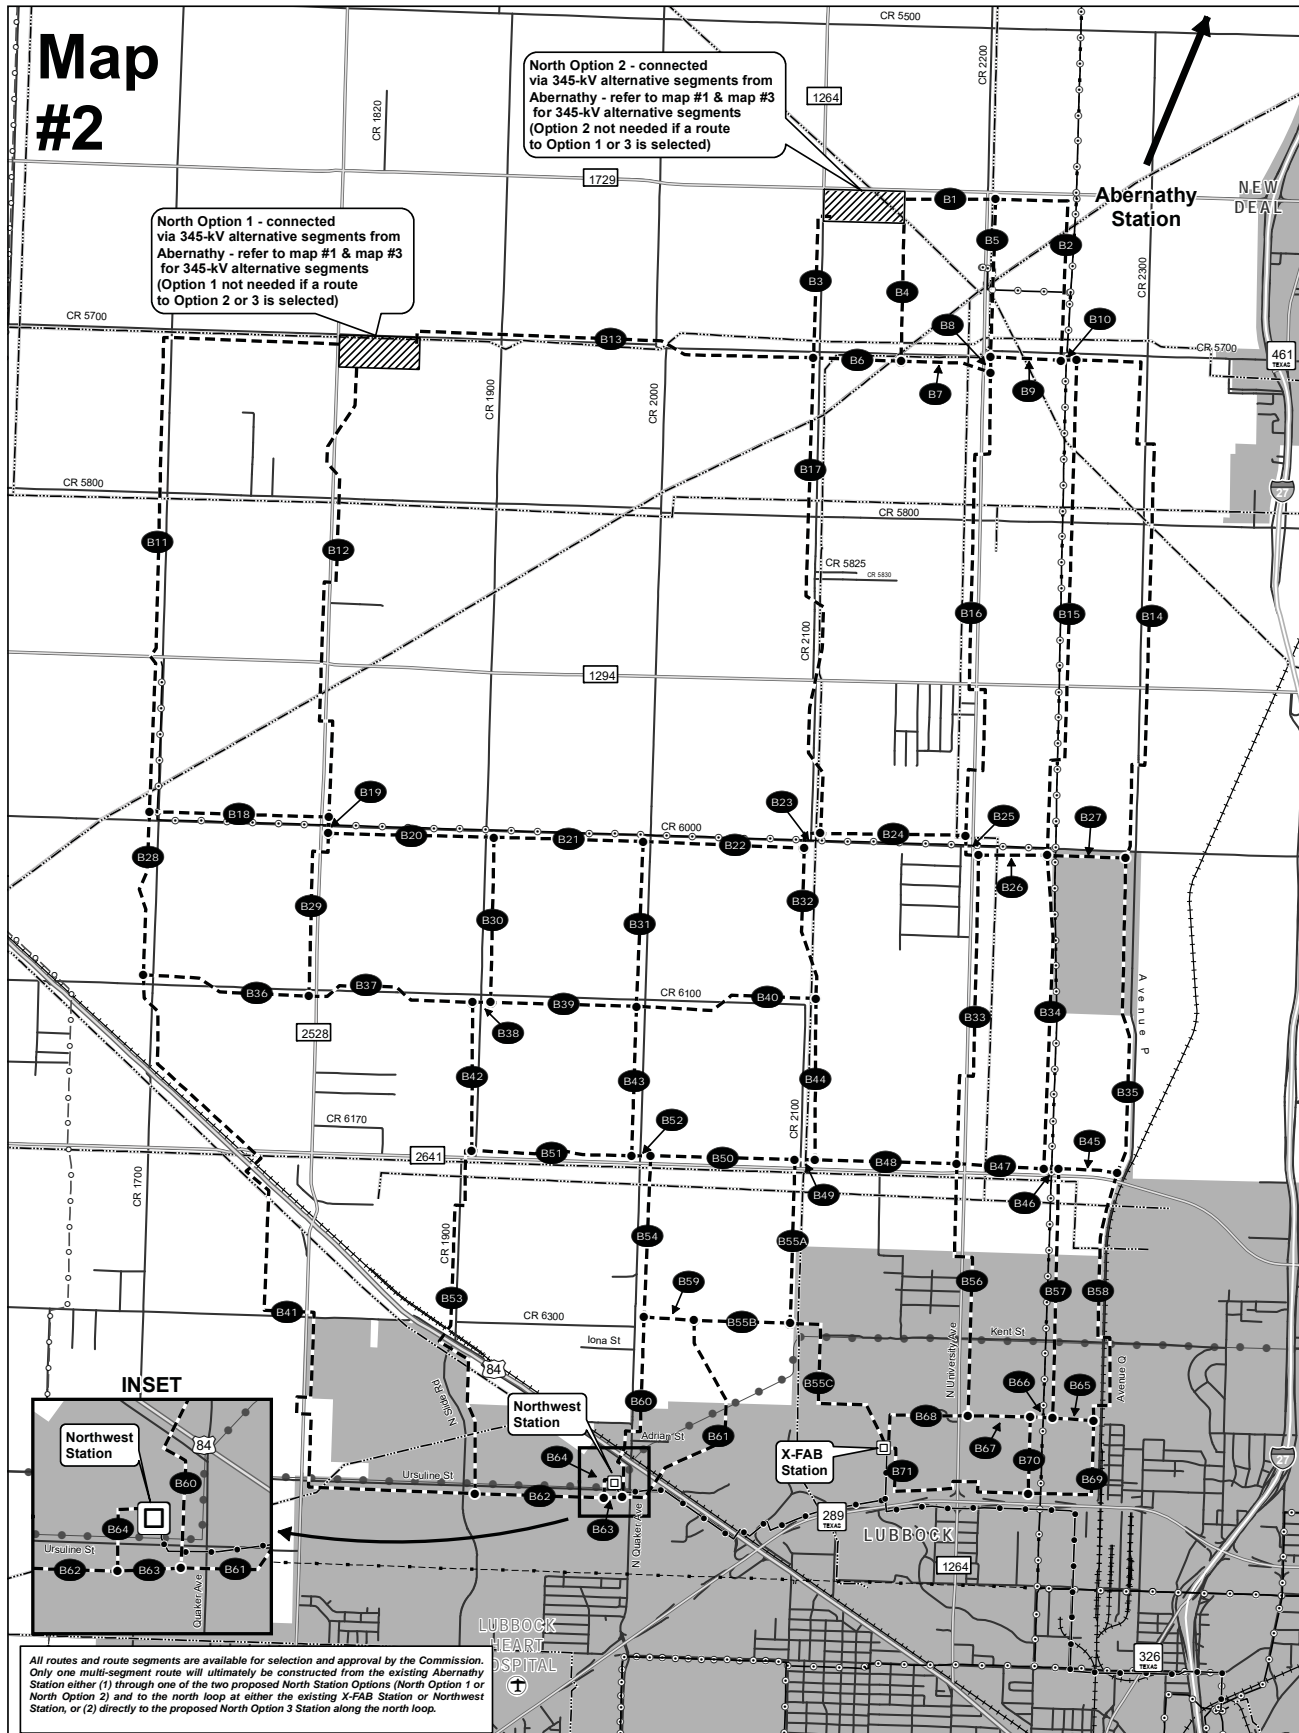 Map
#2
CR 5500
CR 2200
1264
CR 1820
North Option 2 - connected
via 345-kV alternative segments from
Abernathy - refer to map #1 & map #3
for 345-kV alternative segments
(Option 2 not needed if a route
to Option 1 or 3 is selected)
1729
Abernathy
Station
NEW
DEAL
North Option 1 - connected
via 345-kV alternative segments from
Abernathy - refer to map #1 & map #3
for 345-kV alternative segments
(Option 1 not needed if a route
to Option 2 or 3 is selected)
B1
B5
B2
B3
B4
CR 2300
CR 5700
B13
B8
B10
CR 5700
461
TEXAS
B6
B7
B9
CR 1900
CR 2000
B17
CR 5800
27
CR 5800
B11
B12
CR 5825
CR 5830
B16
B15
B14
CR 2100
1294
B19
B18
B23
B20
B21
CR 6000
B22
B24
B25
B27
B28
B26
B29
B30
B31
B32
B36
B37
CR 6100
B40
B39
B38
B33
B34
Avenue P
2528
B42
B43
B44
B35
CR 6170
B52
CR 2100
2641
B51
B50
B48
B47
B45
CR 1700
B49
B46
CR 1900
B54
B55A
B59
B56
B57
B58
B53
B41
CR 6300
B55B
Iona St
Kent St
N University Ave
84
INSET
N Slide Rd
Northwest
Station
B55C
Avenue Q
B60
B66
B65
B68
B67
Adrian St
B61
Northwest
Station
84
X-FAB
Station
B64
B70
B71
B69
Ursuline St
B62
B63
27
B60
289
TEXAS
LUBBOCK
B64
Ursuline St
B62
B63
B61
Quaker Ave
N Quaker Ave
1264
LUBBOCK
HEART
HOSPITAL
326
TEXAS
All routes and route segments are available for selection and approval by the Commission.
Only one multi-segment route will ultimately be constructed from the existing Abernathy
Station either (1) through one of the two proposed North Station Options (North Option 1 or
North Option 2) and to the north loop at either the existing X-FAB Station or Northwest
Station, or (2) directly to the proposed North Option 3 Station along the north loop.